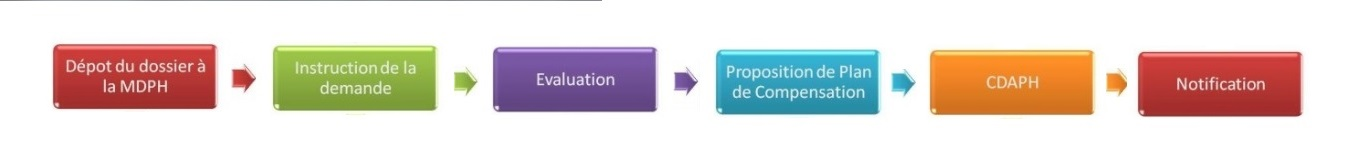 Dépot du dossier à
la MDPH
Instruction de la
demande
Evaluation
Proposition de Plan
de Compensation
CDAPH
Notification